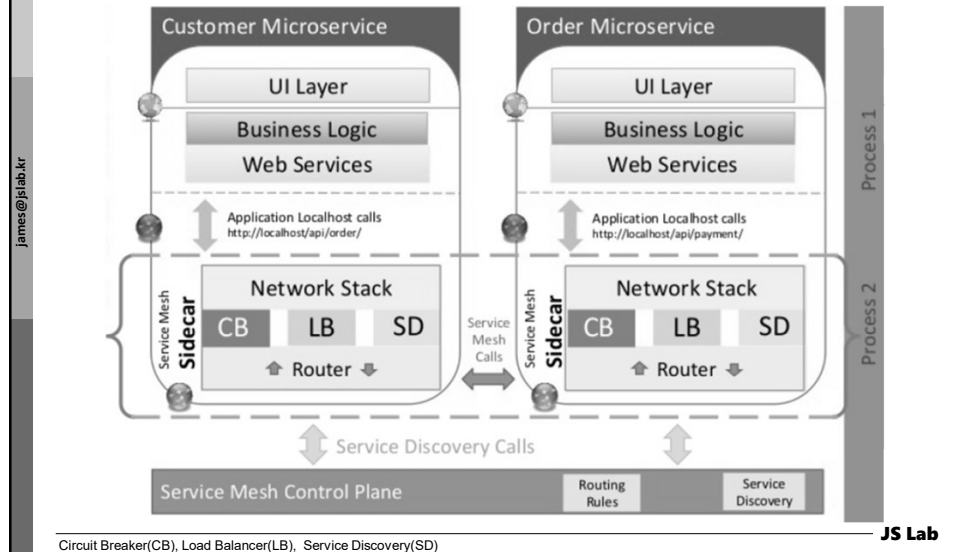 james@jslab.kr
Customer Microservice
UI Layer
Business Logic
Web Services
Application Localhost calls
http://localhost/api/order/
Service Mesh
Sidecar
Network Stack
CB
LB
SD
Router
Service
Mesh
Calls
Order Microservice
UI Layer
Business Logic
Web Services
Application Localhost calls
http://localhost/api/payment/
Service Mesh
Sidecar
Network Stack
CB
LB
SD
Router
Process 1
Process 2
Service Discovery Calls
Service Mesh Control Plane
Routing
Rules
Service
Discovery
JS Lab
Circuit Breaker(CB), Load Balancer(LB),  Service Discovery(SD)